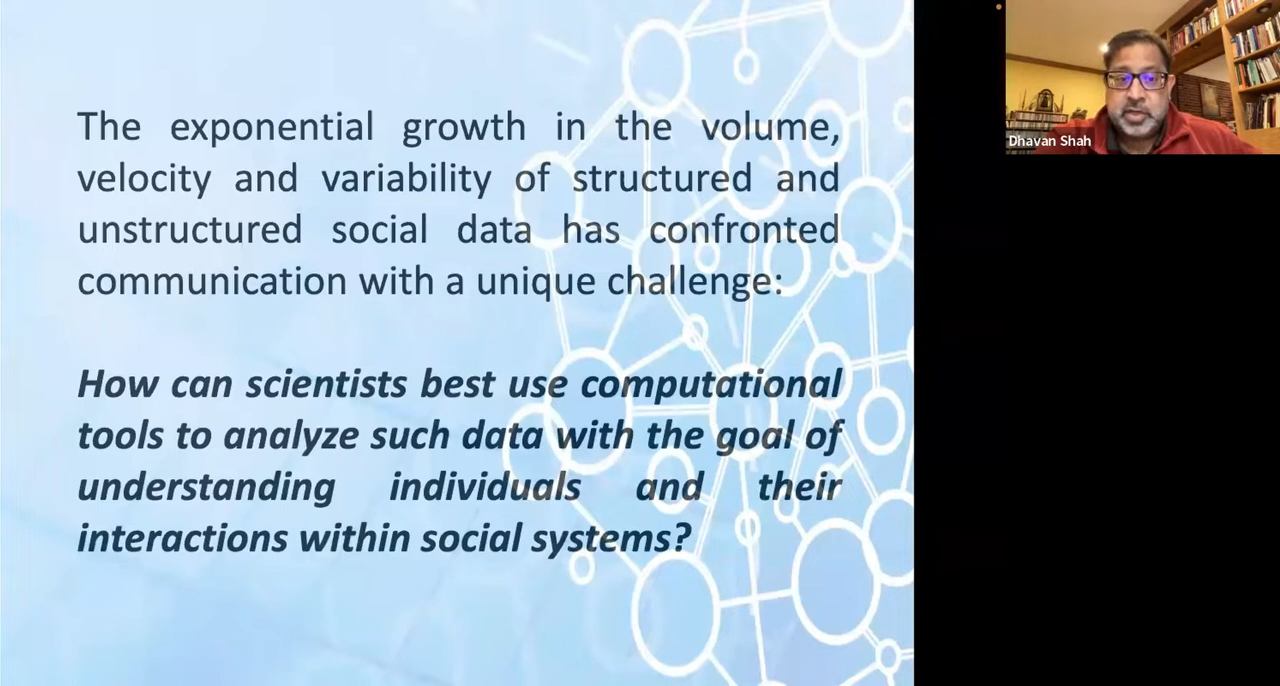 The exponential growth in the volume,
velocity and variability of structured and
unstructured social data has confronted
communication with a unique challenge:
How can scientists best use computational
tools to analyze such data with the goal of
understanding individuals and their
interactions within social systems?
Dhavan Shah